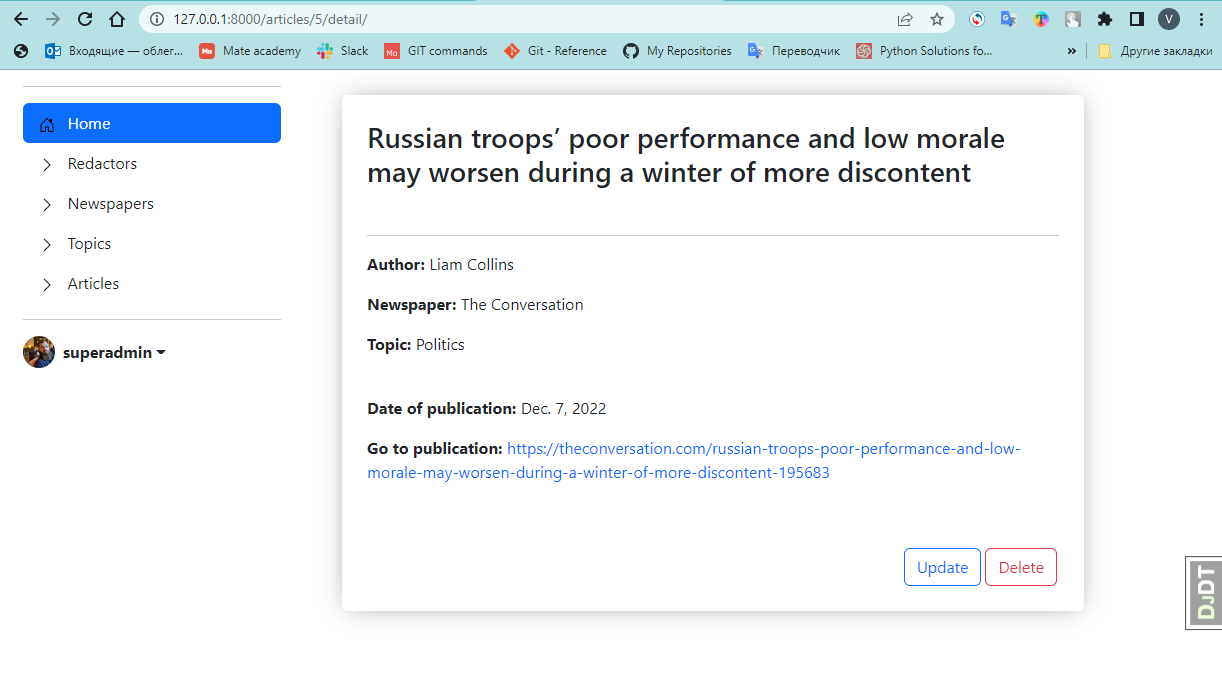 127.0.0.1:8000/articles/5/detail/
V
Входящие — облег...
Ma
Mate academy
Slack
Ma
GIT commands
Git - Reference
My Repositories
Переводчик
Python Solutions fo...
»
Другие закладки
Home
Redactors
Newspapers
Topics
Articles
superadmin
Russian troops’ poor performance and low morale
may worsen during a winter of more discontent
Author: Liam Collins
Newspaper: The Conversation
Topic: Politics
Date of publication: Dec. 7, 2022
Go to publication: https://theconversation.com/russian-troops-poor-performance-and-low-
morale-may-worsen-during-a-winter-of-more-discontent-195683
Update
Delete
DJDT